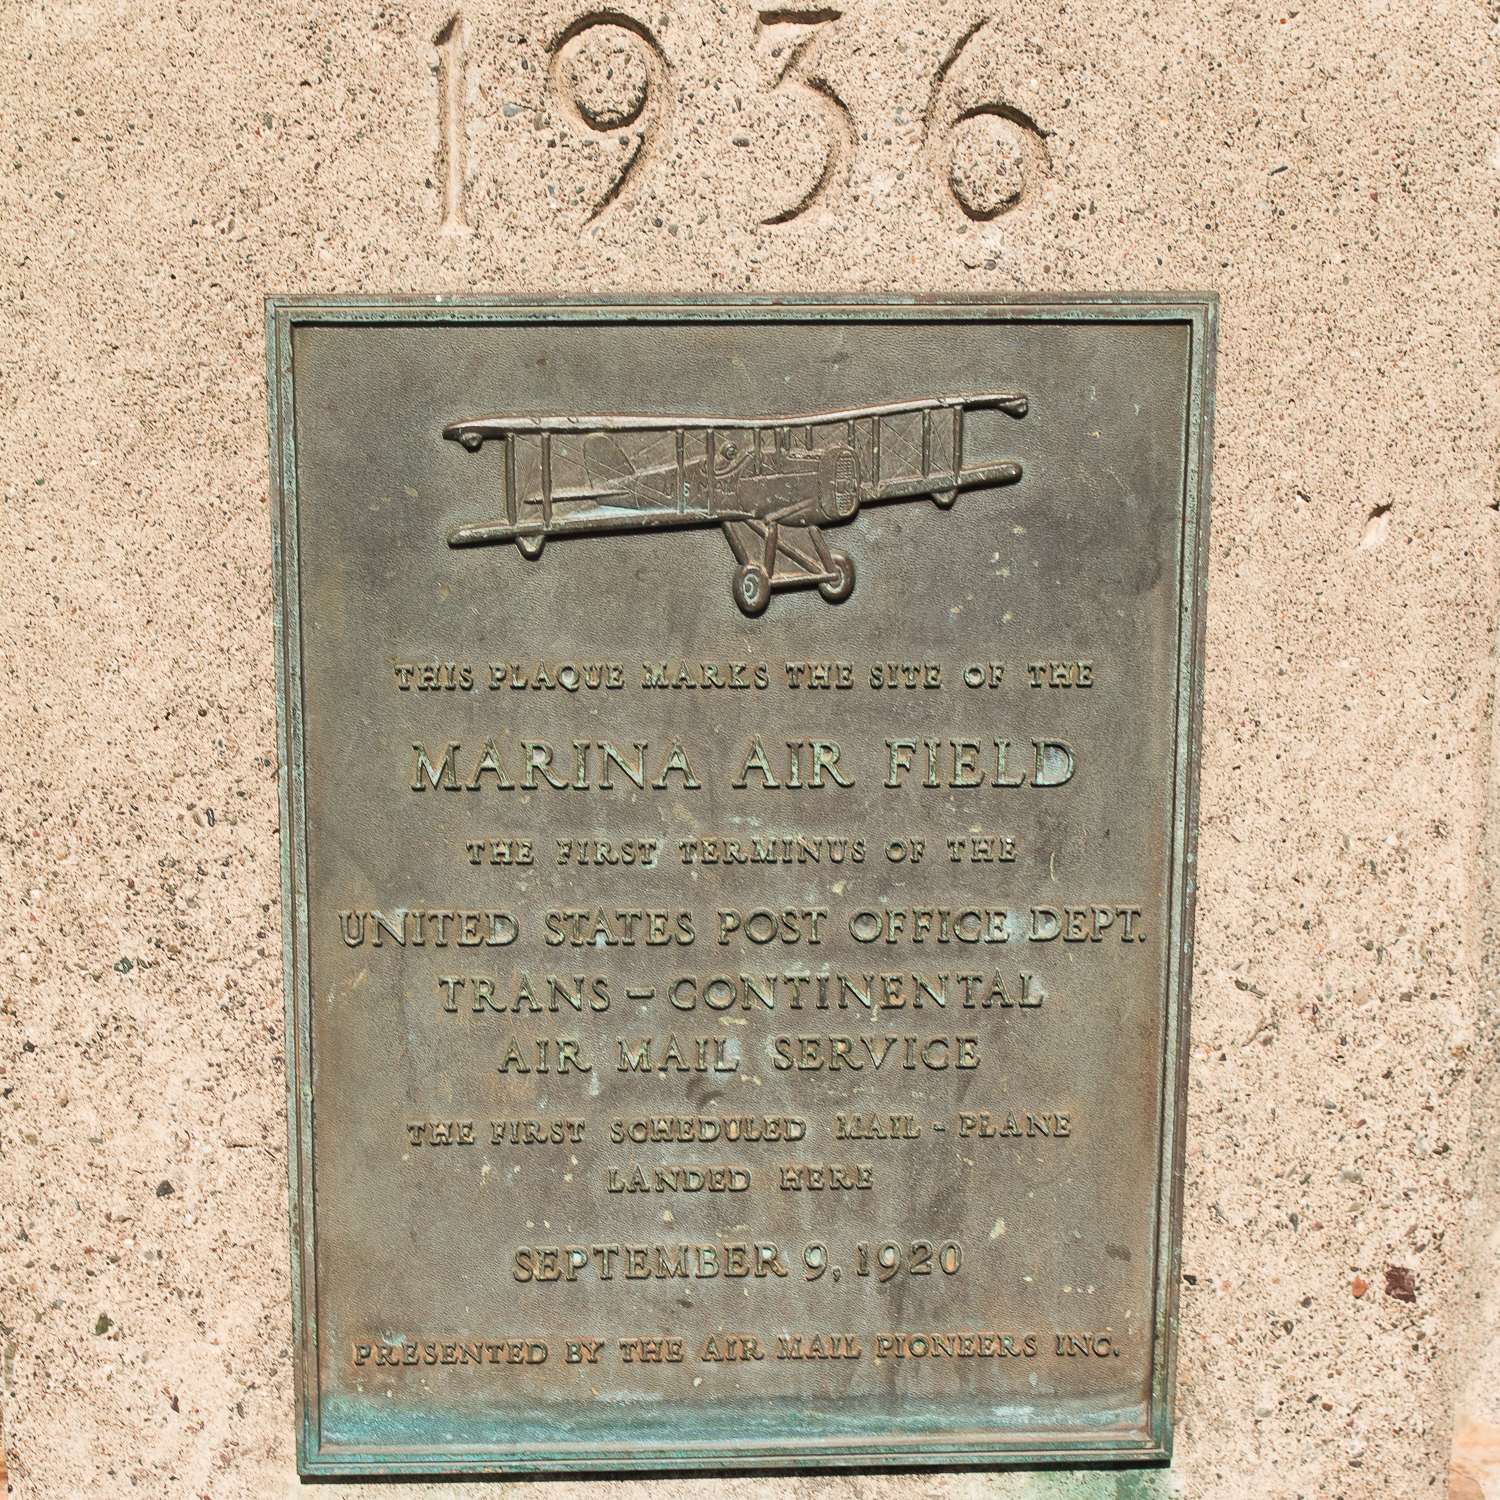 1936
THIS PLAQUE MARKS THE SITE OF THE
MARINA AIR FIELD
THE FIRST TERMINUS OF THE
UNITED STATES POST OFFICE DEPT.
TRANS-CONTINENTAL
AIR MAIL SERVICE
THE FIRST SCHEDULED MAIL-PLANE
LANDED HERE
SEPTEMBER 9, 1920
PRESENTED BY THE AIR MAIL PIONEERS INC.